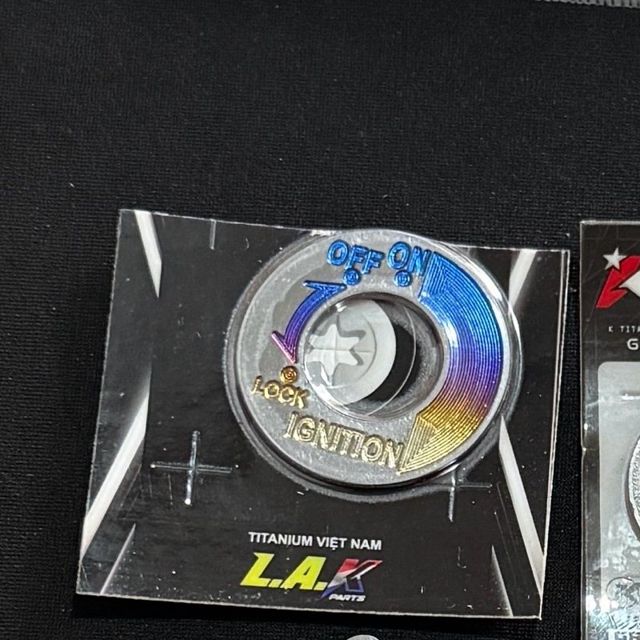 OFF ON
LOCK
IGNITION
TITANIUM VIỆT NAM
L.A.K
PARTS